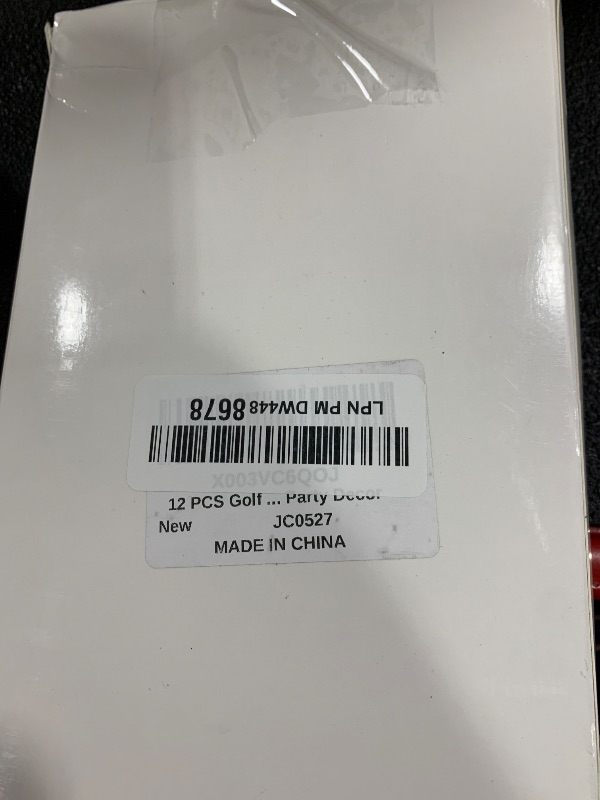 LPN PM DW4488678
X003VC6QOJ
12 PCS Golf ... Party Decor
New JC0527
MADE IN CHINA